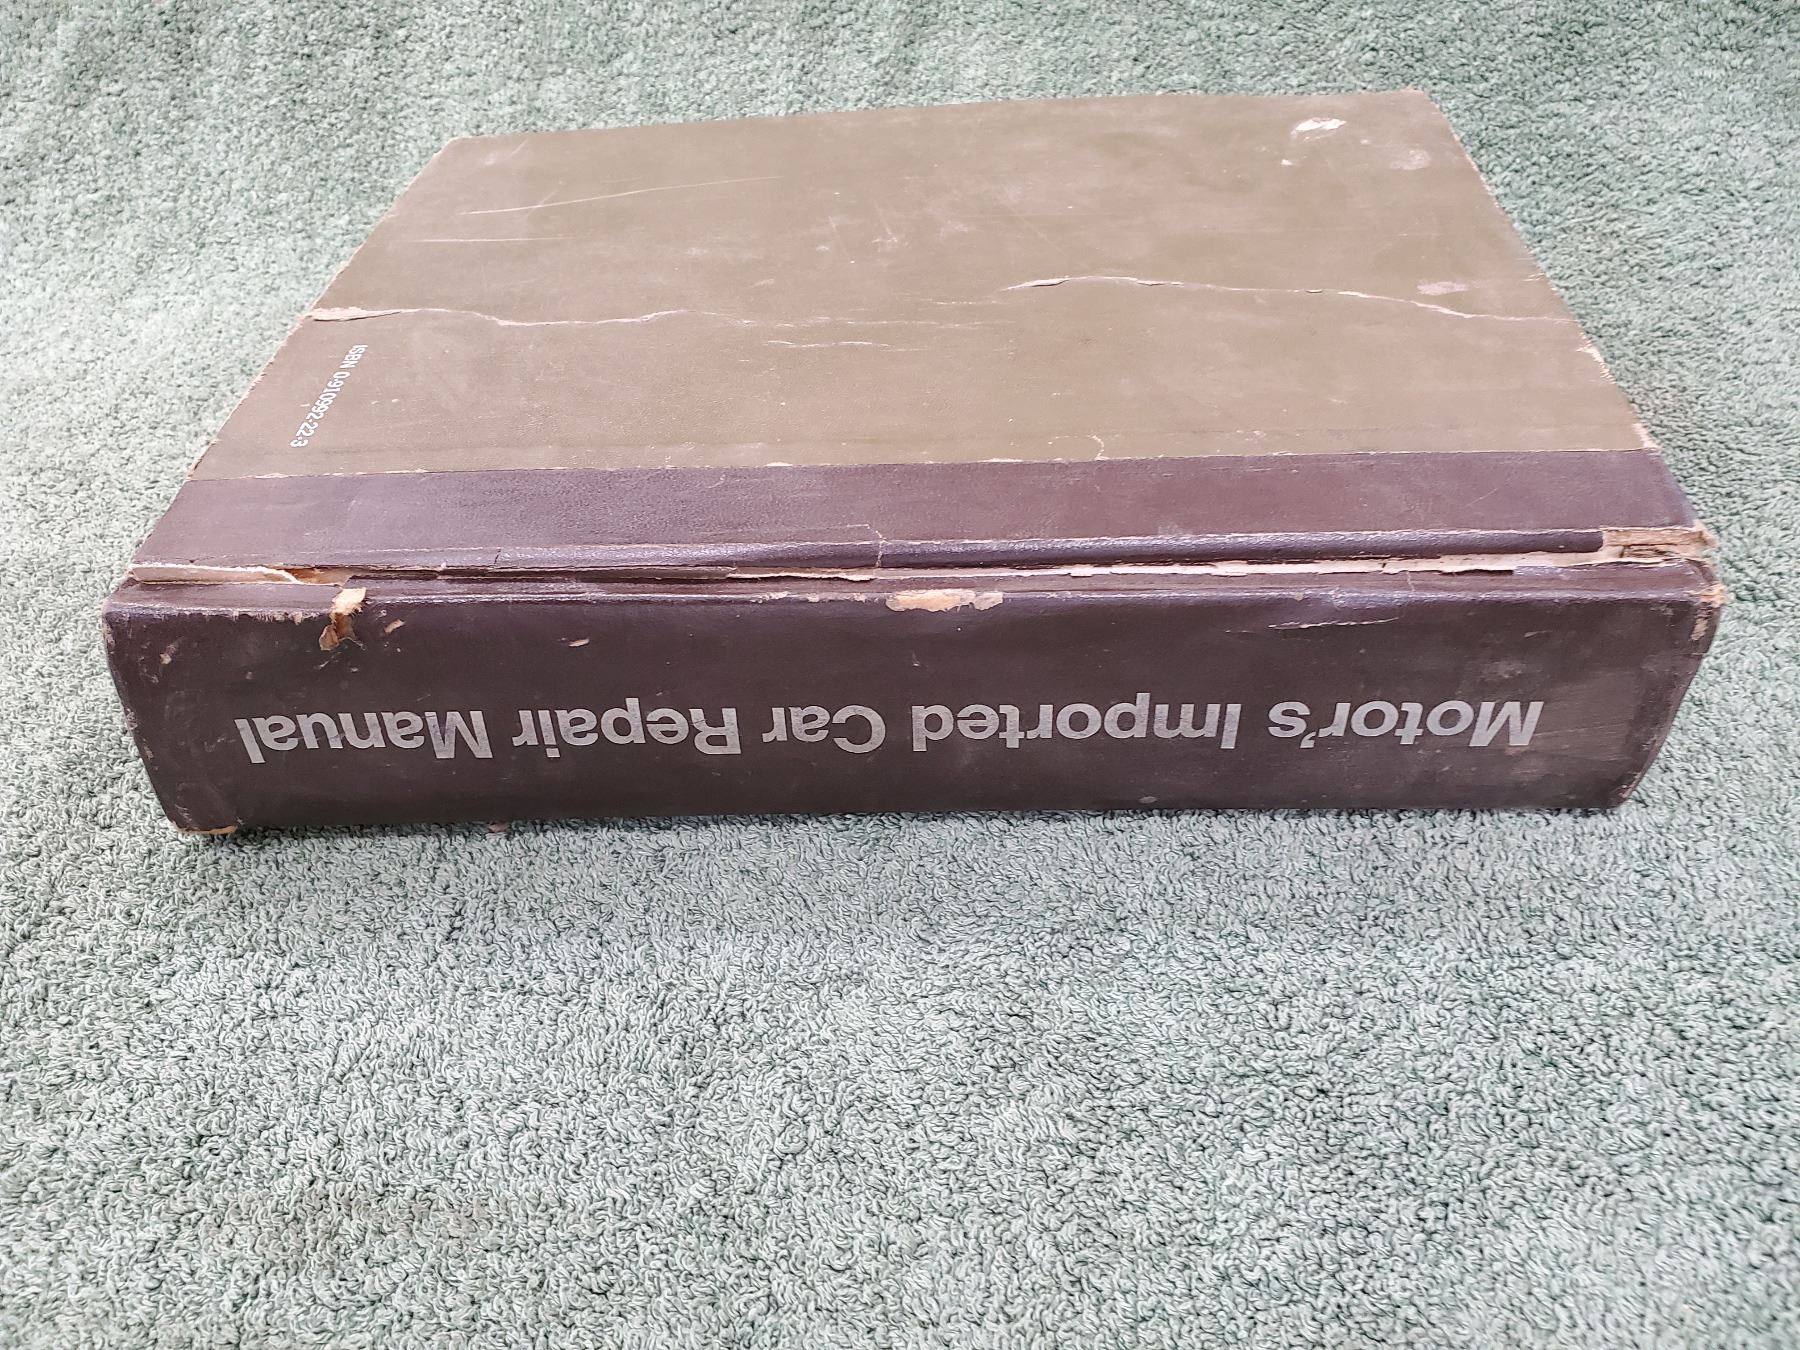 Motor's Imported Car Repair Manual
ISBN 0-910992-22-3